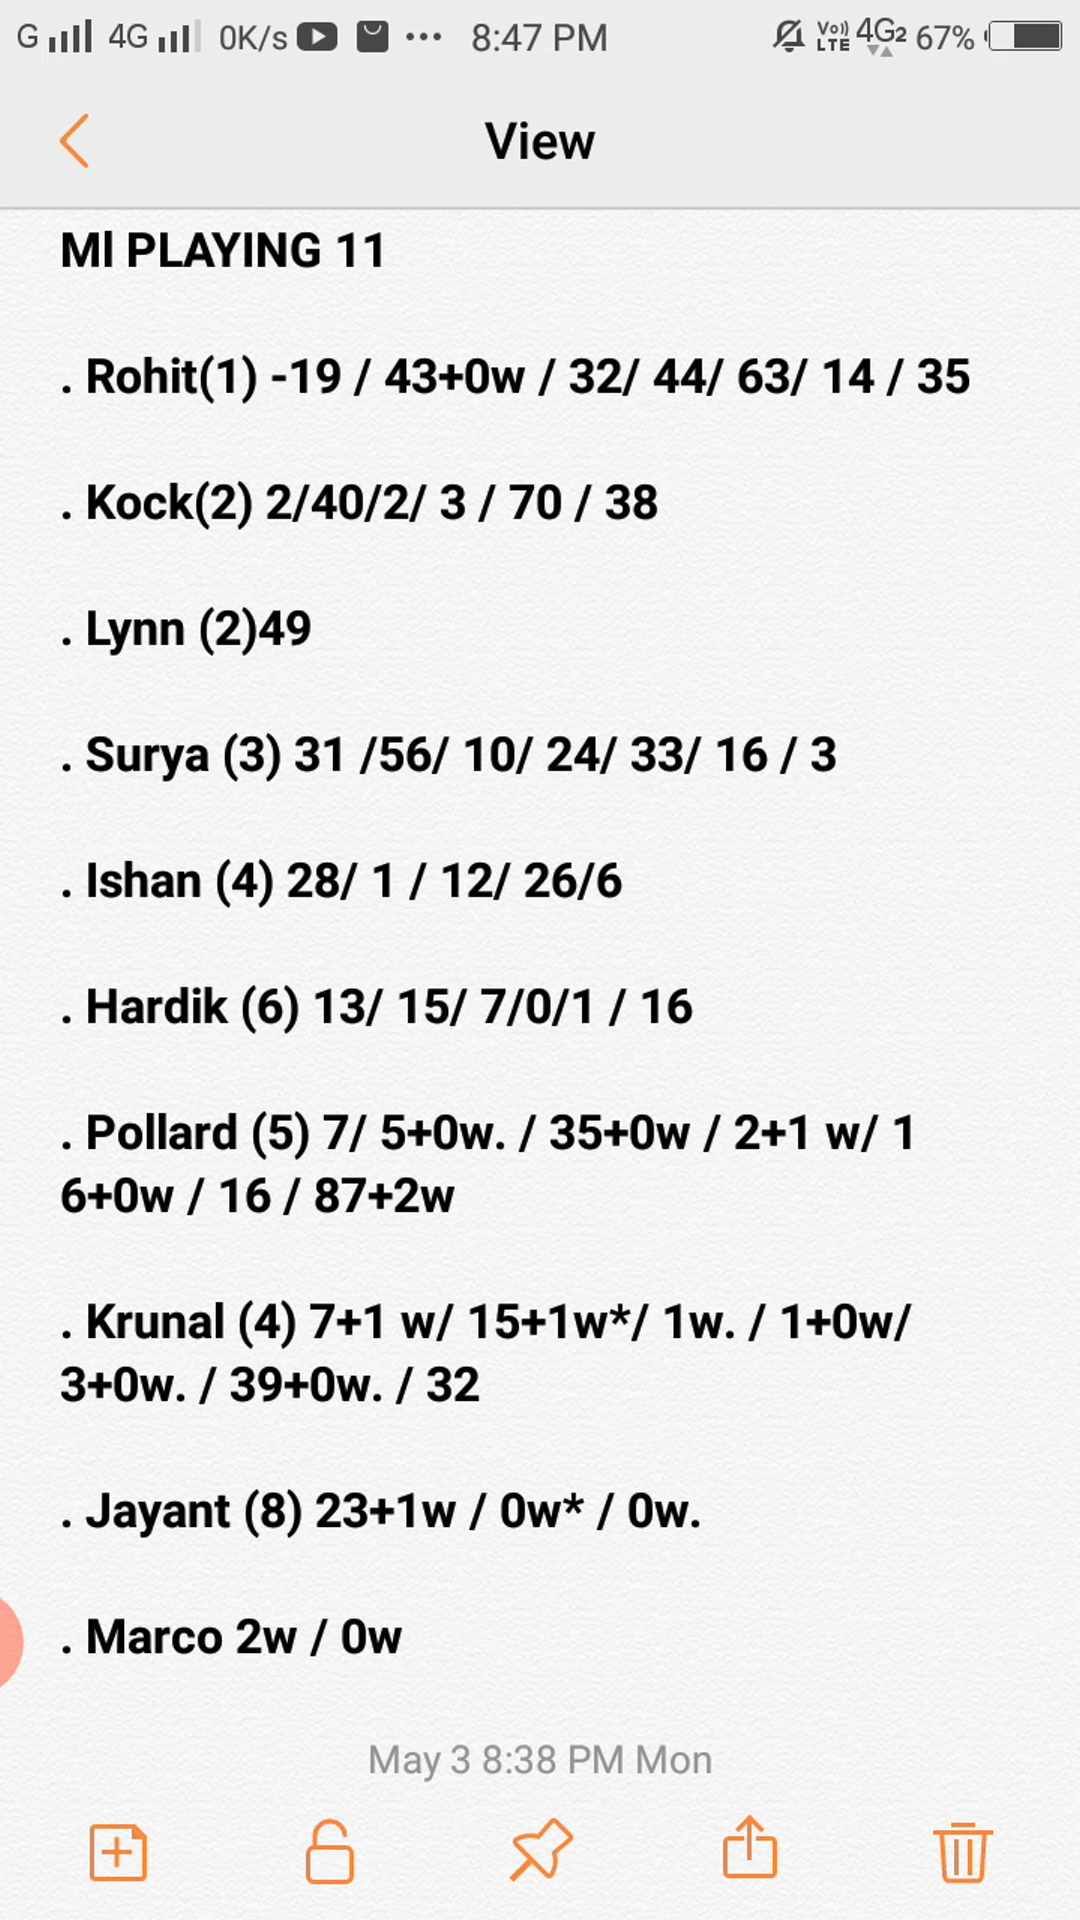 G 4G 0K/s ... 8:47 PM Vo)) LTE 4G2 67%
View
MI PLAYING 11
. Rohit(1) -19 / 43+0w / 32/ 44/ 63/ 14 / 35
. Kock(2) 2/40/2/ 3 / 70 / 38
. Lynn (2)49
. Surya (3) 31 /56/ 10/ 24/ 33/ 16 / 3
. Ishan (4) 28/ 1 / 12/ 26/6
. Hardik (6) 13/ 15/ 7/0/1 / 16
. Pollard (5) 7/ 5+0w. / 35+0w / 2+1 w/ 1
6+0w / 16 / 87+2w
. Krunal (4) 7+1 w/ 15+1w*/ 1w. / 1+0w/
3+0w. / 39+0w. / 32
. Jayant (8) 23+1w / 0w* / 0w.
. Marco 2w / 0w
May 3 8:38 PM Mon